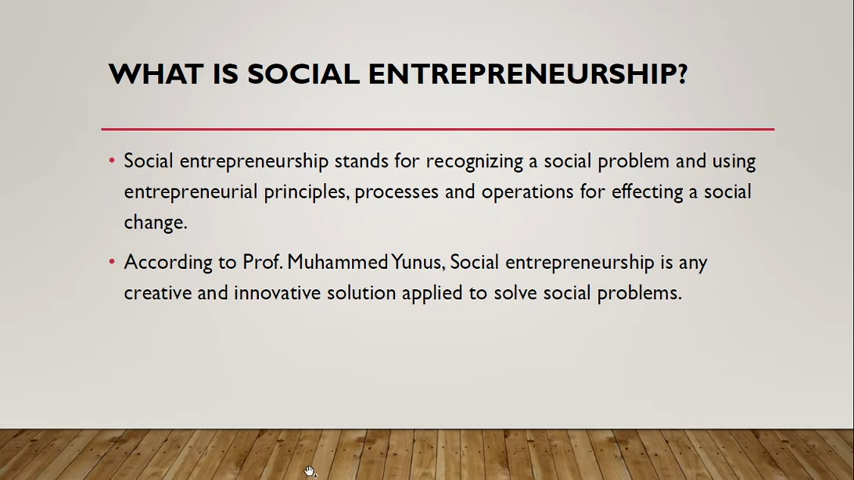 WHAT IS SOCIAL ENTREPRENEURSHIP?
• Social entrepreneurship stands for recognizing a social problem and using
entrepreneurial principles, processes and operations for effecting a social
change.
• According to Prof. Muhammed Yunus, Social entrepreneurship is any
creative and innovative solution applied to solve social problems.